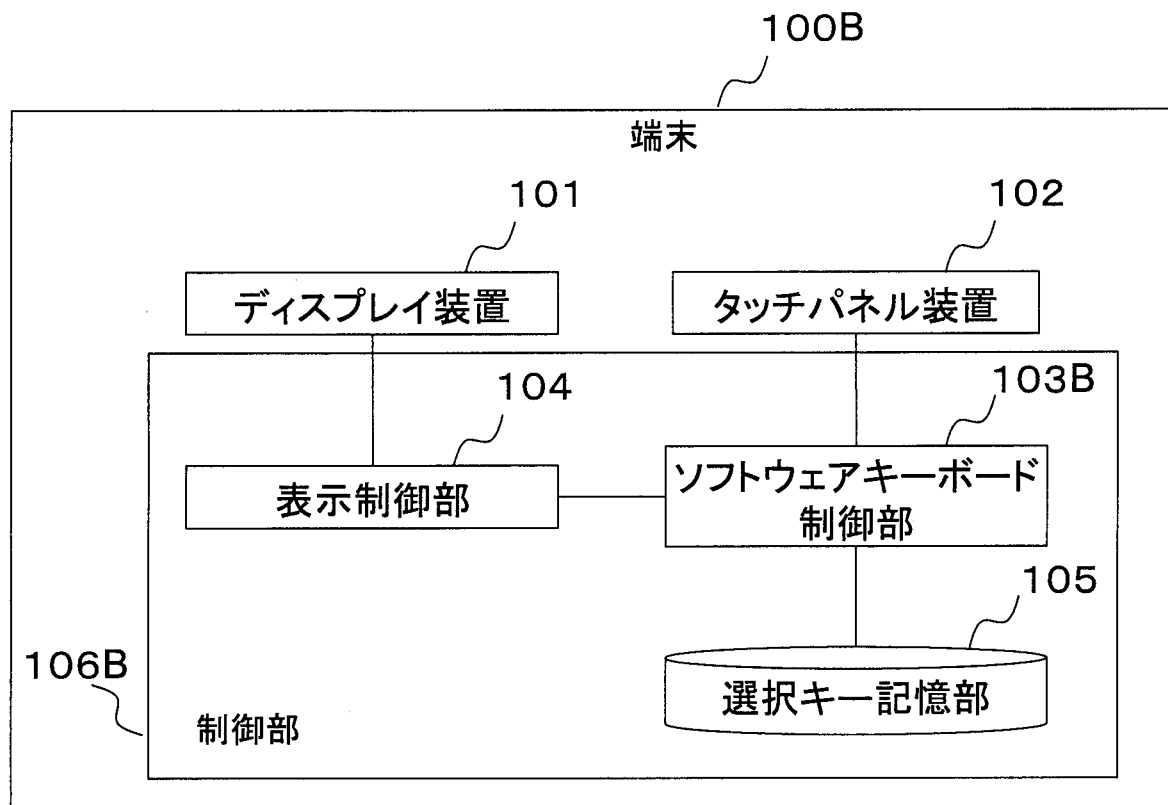 100B
端末
101
102
ディスプレイ装置
タッチパネル装置
104
103B
表示制御部
ソフトウェアキーボード
制御部
105
106B
選択キー記憶部
制御部